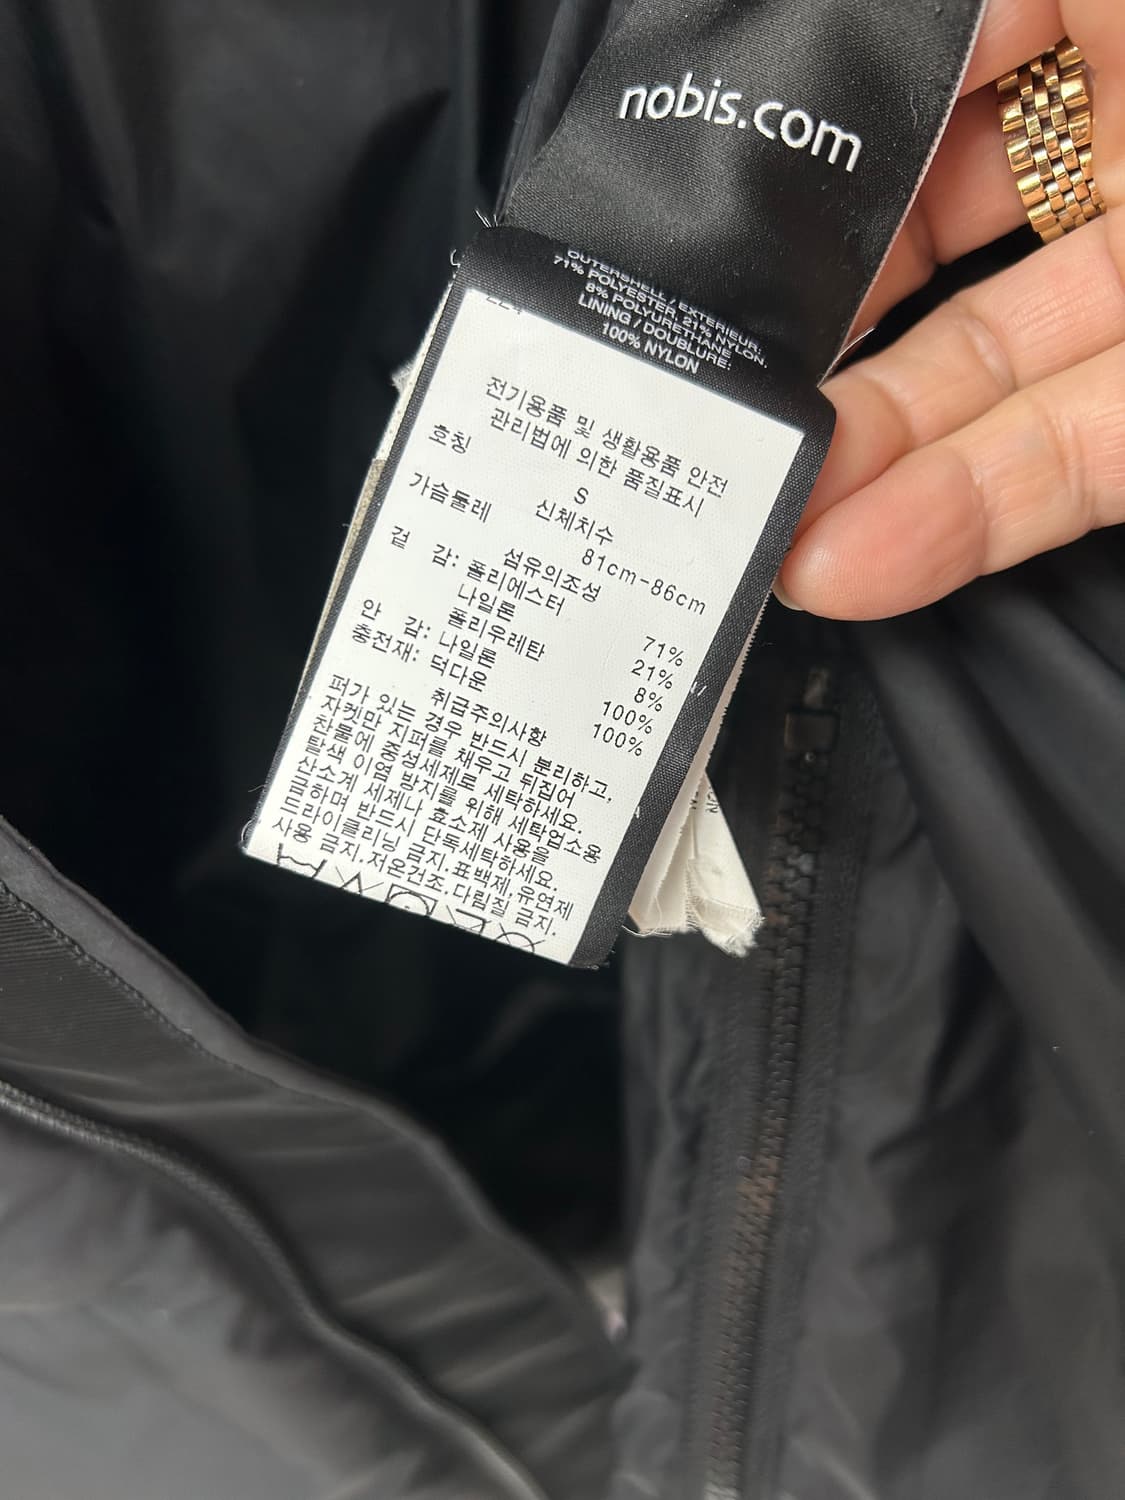 nobis.com
OUTERSHELL / EXTERIEUR:
71% POLYESTER, 21% NYLON,
8% POLYURETHANE
LINING / DOUBLURE:
100% NYLON
전기용품 및 생활용품 안전
관리법에 의한 품질표시
호칭 S
신체치수
가슴둘레 81cm-86cm
섬유의조성
겉 감: 폴리에스터 71%
나일론 21%
폴리우레탄 8%
안 감: 나일론 100%
충전재: 덕다운 100%
취급주의사항
퍼가 있는 경우 반드시 분리하고,
자켓만 지퍼를 채우고 뒤집어
찬물에 중성세제로 세탁하세요.
탈색 이염 방지를 위해 세탁업소용
산소계 세제나 효소제 사용을
금하며 반드시 단독세탁하세요.
드라이클리닝 금지.표백제,유연제
사용 금지.저온건조.다림질 금지.